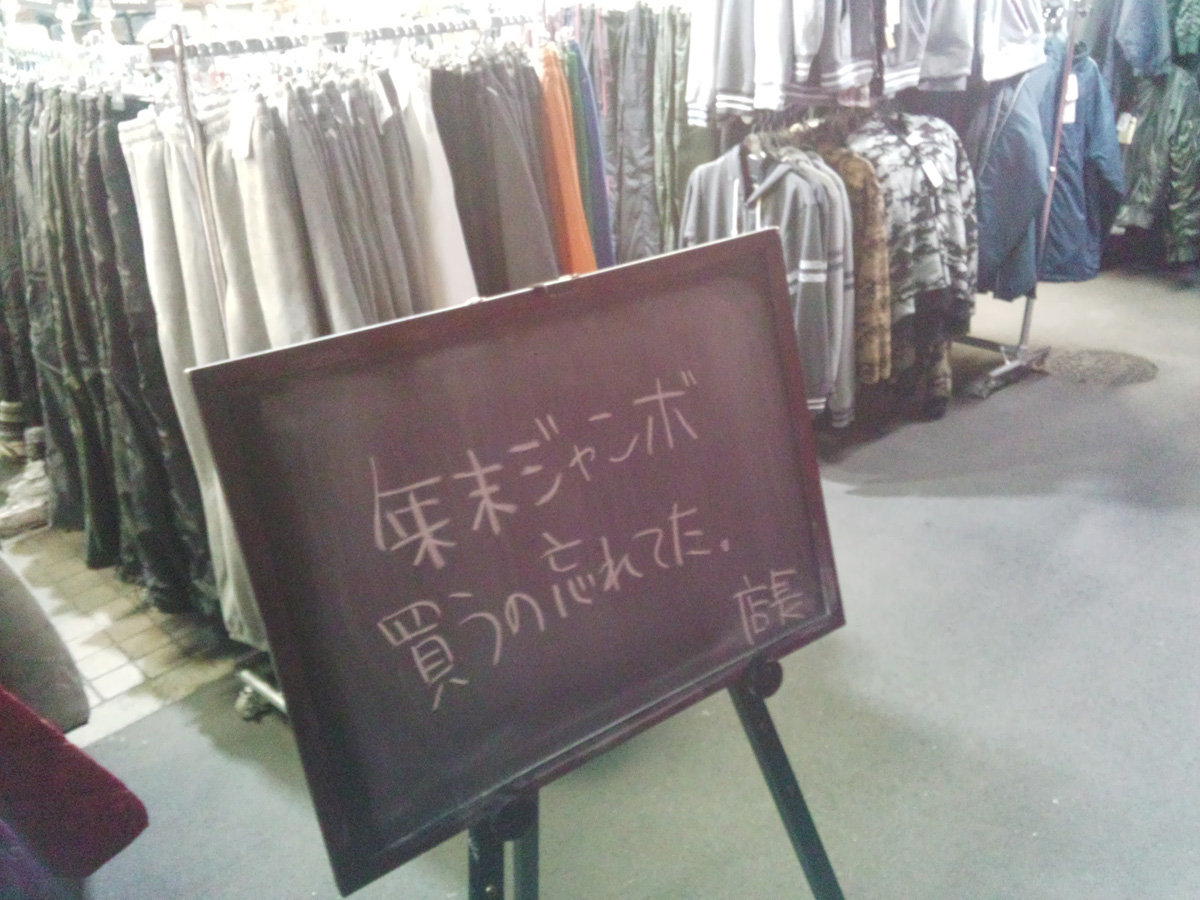 年末ジャンボ
買うの忘れてた.
店長